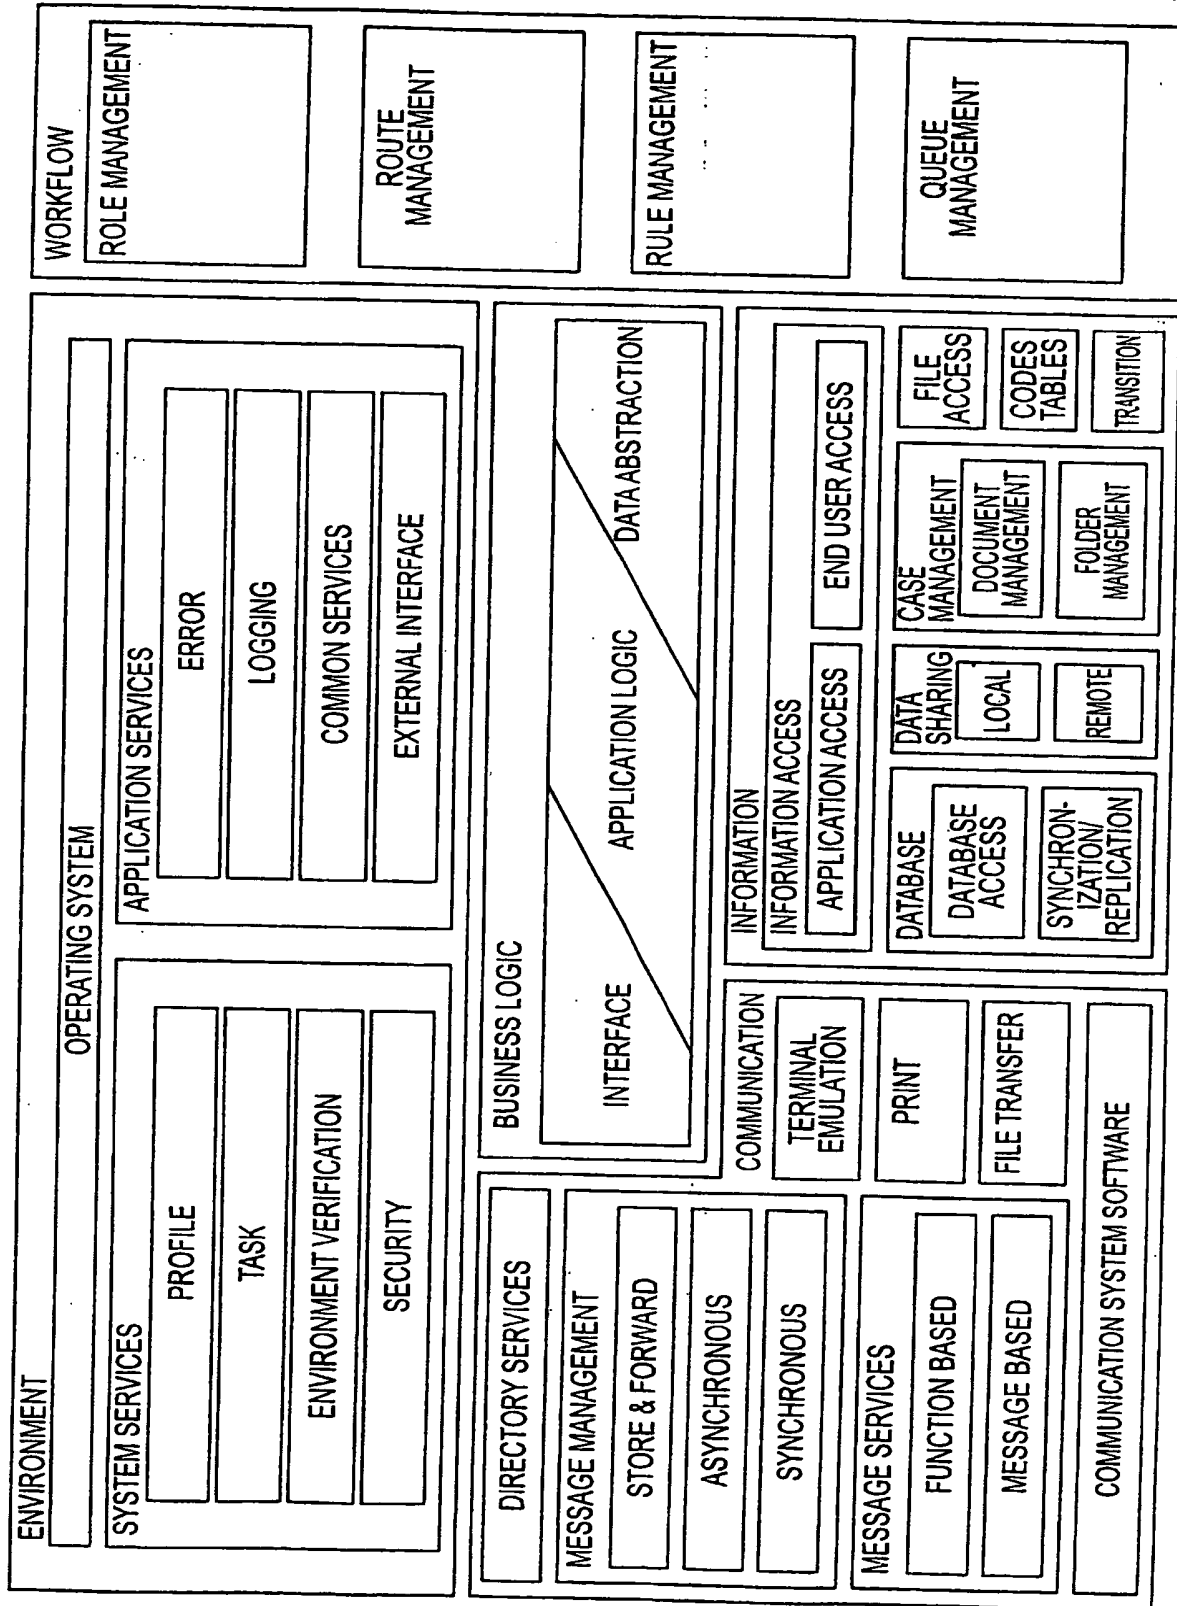 ENVIRONMENT
OPERATING SYSTEM
SYSTEM SERVICES
PROFILE
TASK
ENVIRONMENT VERIFICATION
SECURITY
APPLICATION SERVICES
ERROR
LOGGING
COMMON SERVICES
EXTERNAL INTERFACE
WORKFLOW
ROLE MANAGEMENT
ROUTE
MANAGEMENT
RULE MANAGEMENT
QUEUE
MANAGEMENT
BUSINESS LOGIC
INTERFACE
APPLICATION LOGIC
DATA ABSTRACTION
DIRECTORY SERVICES
MESSAGE MANAGEMENT
STORE & FORWARD
ASYNCHRONOUS
SYNCHRONOUS
MESSAGE SERVICES
FUNCTION BASED
MESSAGE BASED
COMMUNICATION
TERMINAL
EMULATION
PRINT
FILE TRANSFER
COMMUNICATION SYSTEM SOFTWARE
INFORMATION
INFORMATION ACCESS
APPLICATION ACCESS
END USER ACCESS
DATABASE
DATABASE
ACCESS
SYNCHRON-
IZATION/
REPLICATION
DATA
SHARING
LOCAL
REMOTE
CASE
MANAGEMENT
DOCUMENT
MANAGEMENT
FOLDER
MANAGEMENT
FILE
ACCESS
CODES
TABLES
TRANSITION